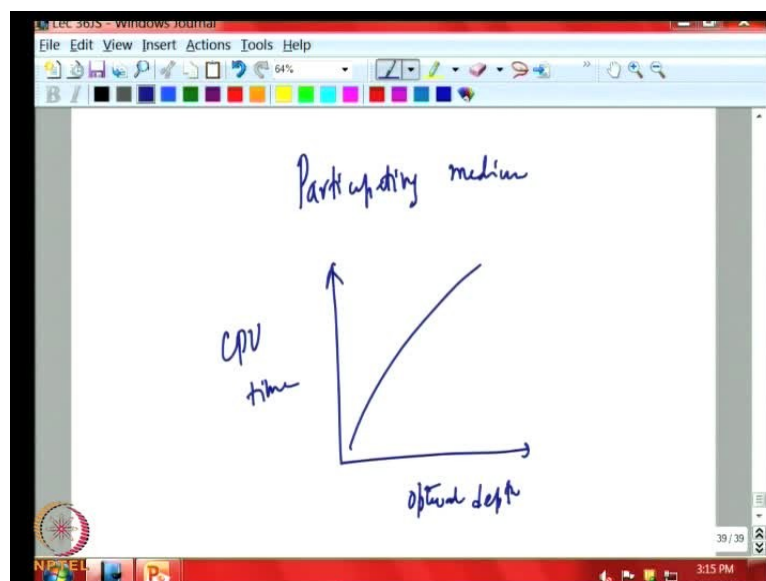 Lec 36JS - Windows Journal
File Edit View Insert Actions Tools Help
64%
B I
Participating medium
CPU
time
optical depth
39 / 39
NPTEL
3:15 PM